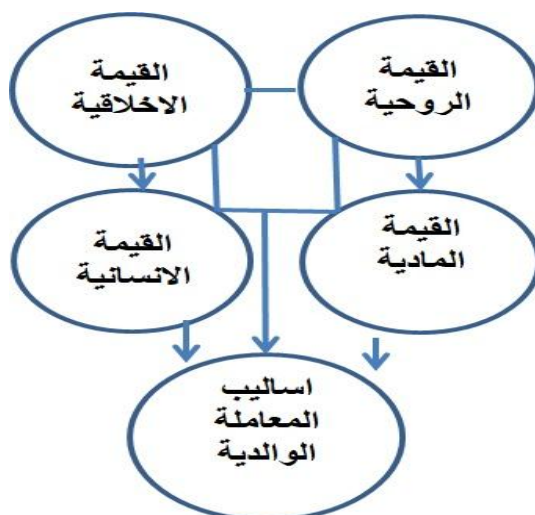 القيمة
الروحية
القيمة
الاخلاقية
القيمة
المادية
القيمة
الانسانية
اساليب
المعاملة
الوالدية